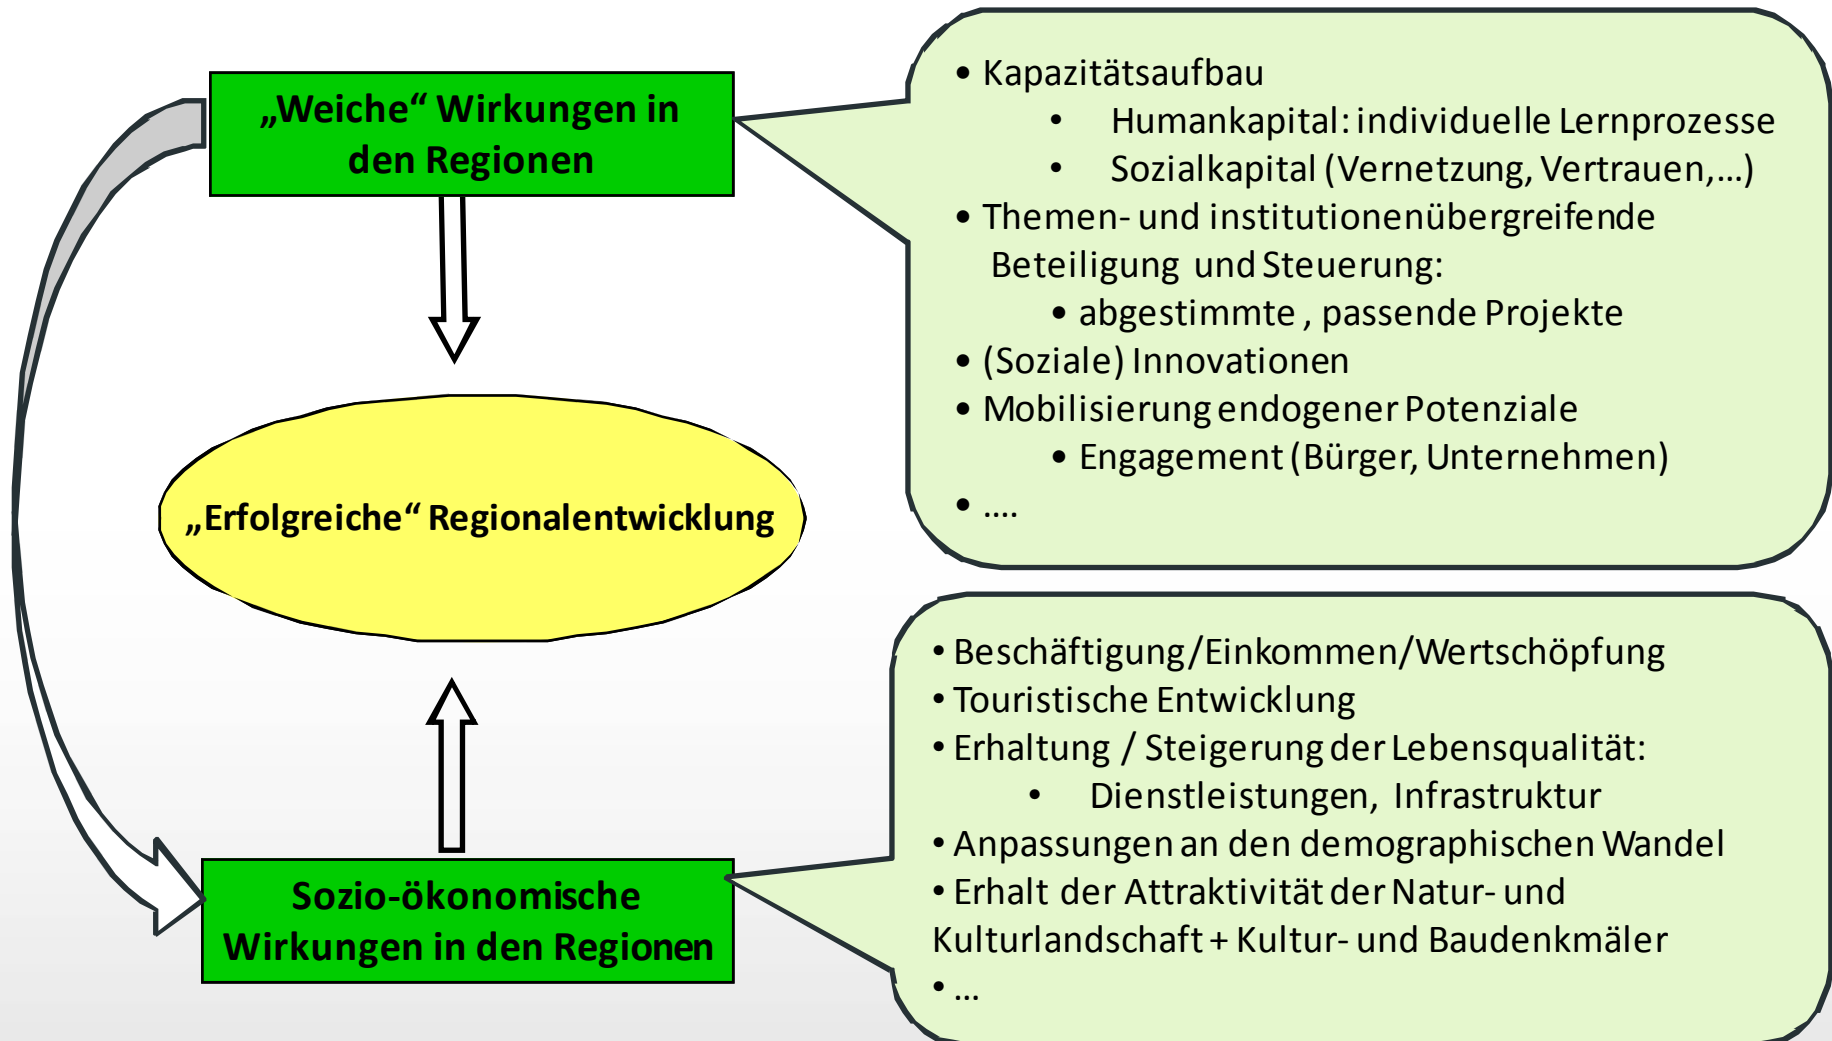 „Weiche“ Wirkungen in
den Regionen
• Kapazitätsaufbau
• Humankapital: individuelle Lernprozesse
• Sozialkapital (Vernetzung, Vertrauen,...)
• Themen- und institutionenübergreifende
Beteiligung und Steuerung:
• abgestimmte , passende Projekte
• (Soziale) Innovationen
• Mobilisierung endogener Potenziale
• Engagement (Bürger, Unternehmen)
• ....
„Erfolgreiche“ Regionalentwicklung
Sozio-ökonomische
Wirkungen in den Regionen
• Beschäftigung/Einkommen/Wertschöpfung
• Touristische Entwicklung
• Erhaltung / Steigerung der Lebensqualität:
• Dienstleistungen, Infrastruktur
• Anpassungen an den demographischen Wandel
• Erhalt der Attraktivität der Natur- und
Kulturlandschaft + Kultur- und Baudenkmäler
• ...